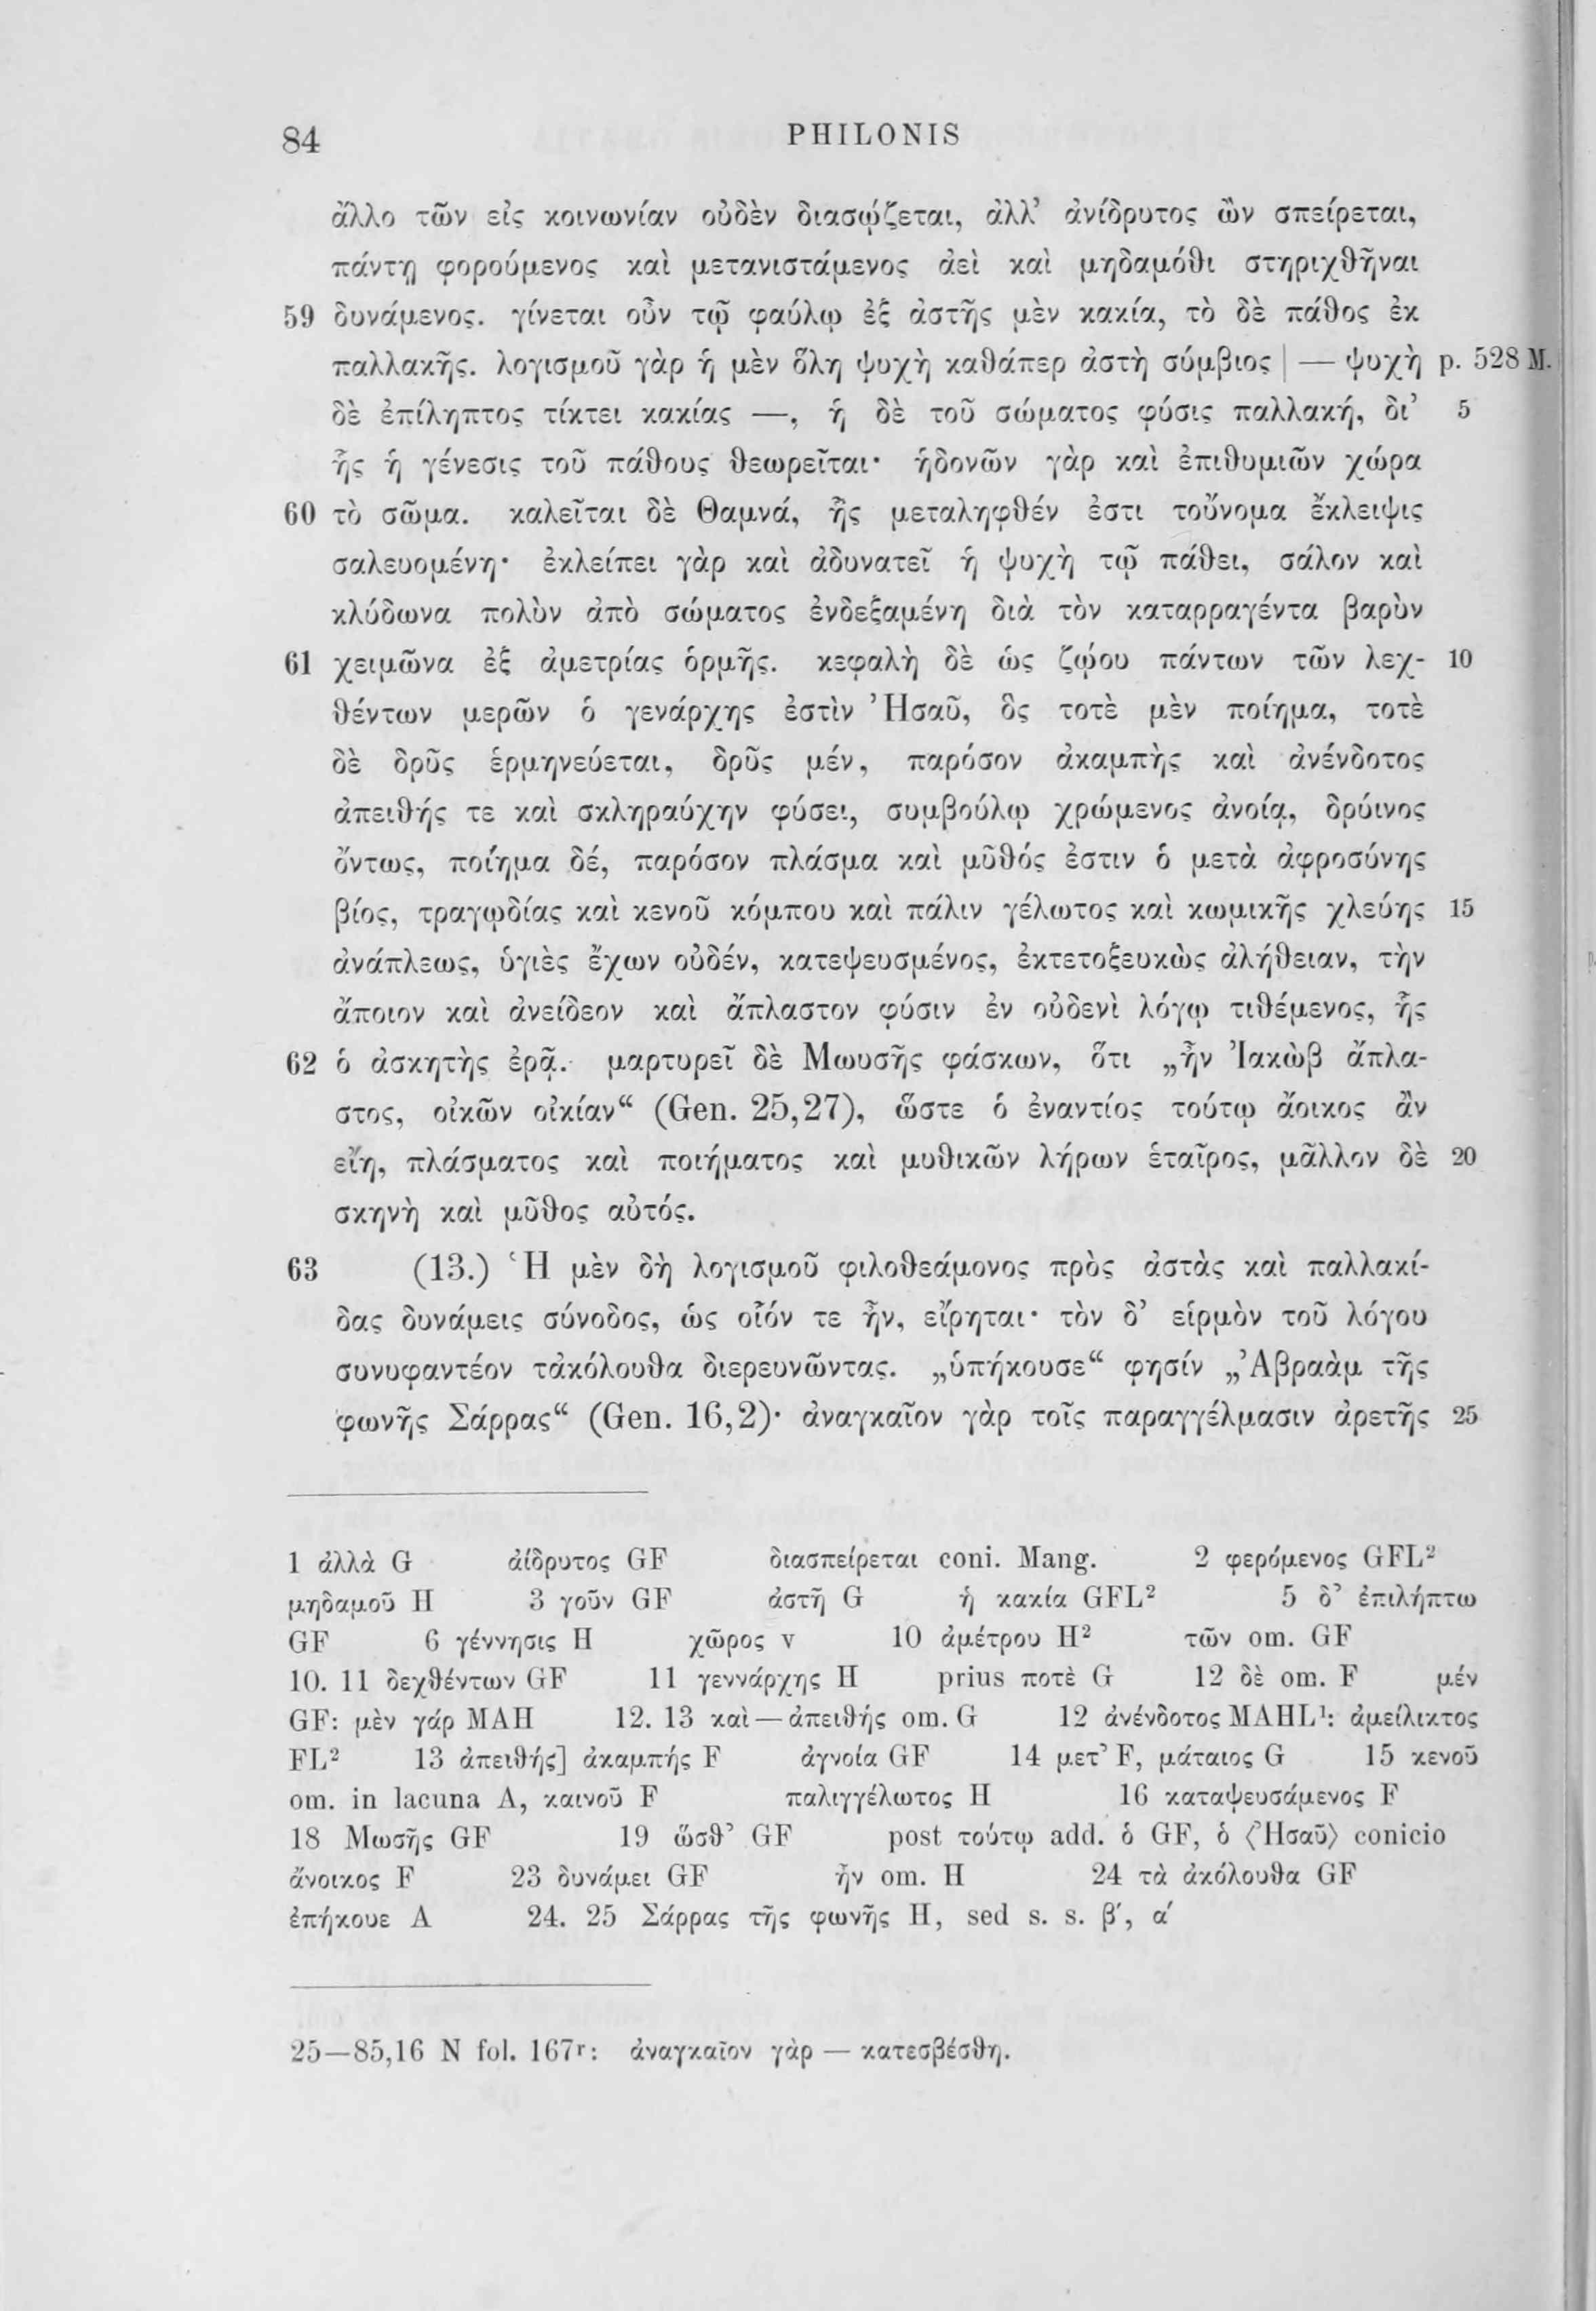 84 PHILONIS
ἄλλο τῶν εἰς κοινωνίαν οὐδὲν διασῴζεται, ἀλλ’ ἀνίδρυτος ὢν σπείρεται,
πάντῃ φορούμενος καὶ μετανιστάμενος ἀεὶ καὶ μηδαμόθι στηριχθῆναι
59 δυνάμενος. γίνεται οὖν τῷ φαύλῳ ἐξ ἀστῆς μὲν κακία, τὸ δὲ πάθος ἐκ
παλλακῆς. λογισμοῦ γὰρ ἡ μὲν ὅλη ψυχὴ καθάπερ ἀστὴ σύμβιος | — ψυχὴ p. 528 M.
δὲ ἐπίληπτος τίκτει κακίας —, ἡ δὲ τοῦ σώματος φύσις παλλακή, δι’ 5
ἧς ἡ γένεσις τοῦ πάθους θεωρεῖται· ἡδονῶν γὰρ καὶ ἐπιθυμιῶν χώρα
60 τὸ σῶμα. καλεῖται δὲ Θαμνά, ἧς μεταληφθέν ἐστι τοὔνομα ἔκλειψις
σαλευομένη· ἐκλείπει γὰρ καὶ ἀδυνατεῖ ἡ ψυχὴ τῷ πάθει, σάλον καὶ
κλύδωνα πολὺν ἀπὸ σώματος ἐνδεξαμένη διὰ τὸν καταρραγέντα βαρὺν
61 χειμῶνα ἐξ ἀμετρίας ὁρμῆς. κεφαλὴ δὲ ὡς ζῴου πάντων τῶν λεχ- 10
θέντων μερῶν ὁ γενάρχης ἐστὶν Ἠσαῦ, ὃς τοτὲ μὲν ποίημα, τοτὲ
δὲ δρῦς ἑρμηνεύεται, δρῦς μέν, παρόσον ἀκαμπὴς καὶ ἀνένδοτος
ἀπειθής τε καὶ σκληραύχην φύσει, συμβούλῳ χρώμενος ἀνοίᾳ, δρύινος
ὄντως, ποίημα δέ, παρόσον πλάσμα καὶ μῦθός ἐστιν ὁ μετὰ ἀφροσύνης
βίος, τραγῳδίας καὶ κενοῦ κόμπου καὶ πάλιν γέλωτος καὶ κωμικῆς χλεύης 15
ἀνάπλεως, ὑγιὲς ἔχων οὐδέν, κατεψευσμένος, ἐκτετοξευκὼς ἀλήθειαν, τὴν
ἄποιον καὶ ἀνείδεον καὶ ἄπλαστον φύσιν ἐν οὐδενὶ λόγῳ τιθέμενος, ἧς
62 ὁ ἀσκητὴς ἐρᾷ. μαρτυρεῖ δὲ Μωυσῆς φάσκων, ὅτι „ἦν Ἰακὼβ ἄπλα-
στος, οἰκῶν οἰκίαν“ (Gen. 25,27), ὥστε ὁ ἐναντίος τούτῳ ἄοικος ἂν
εἴη, πλάσματος καὶ ποιήματος καὶ μυθικῶν λήρων ἑταῖρος, μᾶλλον δὲ 20
σκηνὴ καὶ μῦθος αὐτός.
63 (13.) Ἡ μὲν δὴ λογισμοῦ φιλοθεάμονος πρὸς ἀστὰς καὶ παλλακί-
δας δυνάμεις σύνοδος, ὡς οἷόν τε ἦν, εἴρηται· τὸν δ’ εἱρμὸν τοῦ λόγου
συνυφαντέον τἀκόλουθα διερευνῶντας. „ὑπήκουσε“ φησίν „Ἀβραὰμ τῆς
φωνῆς Σάρρας“ (Gen. 16,2)· ἀναγκαῖον γὰρ τοῖς παραγγέλμασιν ἀρετῆς 25
1 ἀλλὰ G ἀίδρυτος GF διασπείρεται coni. Mang. 2 φερόμενος GFL²
μηδαμοῦ H 3 γοῦν GF ἀστῆ G ἡ κακία GFL² 5 δ’ ἐπιλήπτω
GF 6 γέννησις H χῶρος v 10 ἀμέτρου H² τῶν om. GF
10. 11 δεχθέντων GF 11 γεννάρχης H prius ποτὲ G 12 δὲ om. F μέν
GF: μὲν γάρ MAH 12. 13 καὶ — ἀπειθής om. G 12 ἀνένδοτος MAHL¹: ἀμείλικτος
FL² 13 ἀπειθής] ἀκαμπής F ἀγνοία GF 14 μετ’ F, μάταιος G 15 κενοῦ
om. in lacuna A, καινοῦ F παλιγγέλωτος H 16 καταψευσάμενος F
18 Μωσῆς GF 19 ὥσθ’ GF post τούτῳ add. ὁ GF, ὁ ⟨Ἠσαῦ⟩ conicio
ἄνοικος F 23 δυνάμει GF ἦν om. H 24 τὰ ἀκόλουθα GF
ἐπήκουε A 24. 25 Σάρρας τῆς φωνῆς H, sed s. s. β′, α′
25—85,16 N fol. 167r: ἀναγκαῖον γὰρ — κατεσβέσθη.